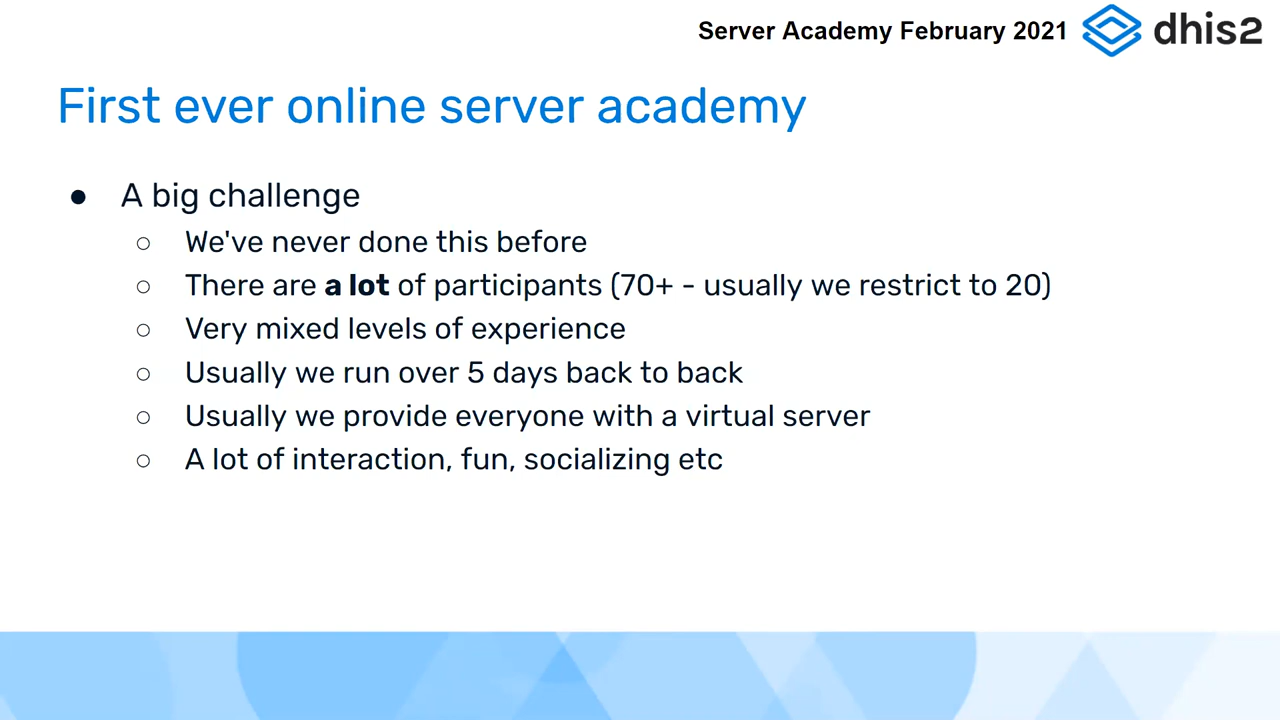 Server Academy February 2021
dhis2
First ever online server academy
● A big challenge
○ We've never done this before
○ There are a lot of participants (70+ - usually we restrict to 20)
○ Very mixed levels of experience
○ Usually we run over 5 days back to back
○ Usually we provide everyone with a virtual server
○ A lot of interaction, fun, socializing etc